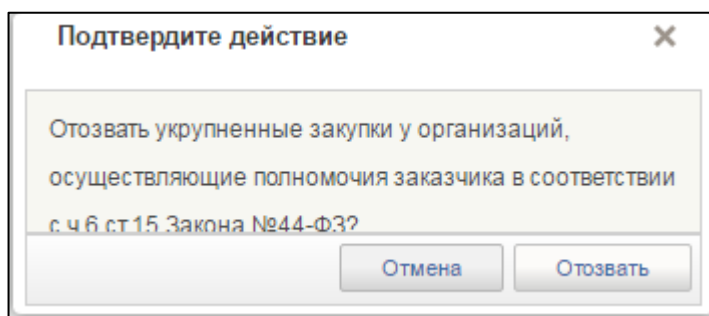 Подтвердите действие
Отозвать укрупненные закупки у организаций,
осуществляющие полномочия заказчика в соответствии
с ч.6 ст.15 Закона №44-ФЗ?
Отмена Отозвать